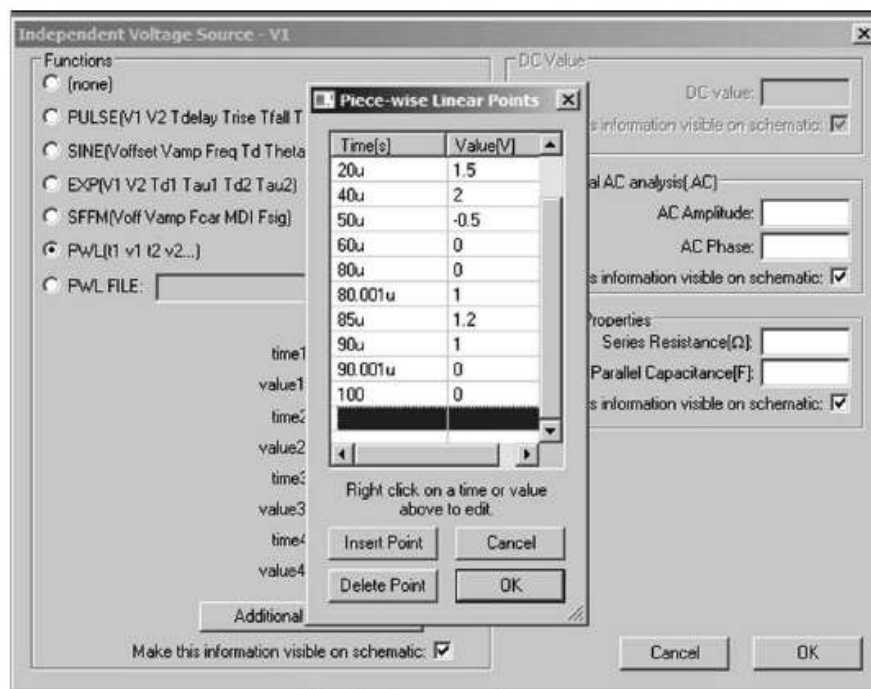 Independent Voltage Source - V1
Functions
(none)
PULSE(V1 V2 Tdelay Trise Tfall T
SINE(Voffset Vamp Freq Td Theta
EXP(V1 V2 Td1 Tau1 Td2 Tau2)
SFFM(Voff Vamp Fcar MDI Fsig)
PWL(t1 v1 t2 v2...)
PWL FILE:
time1
value1
time2
value2
time3
value3
time4
value4
Additional
Make this information visible on schematic:
Piece-wise Linear Points
Time[s] Value[V]
20u 1.5
40u 2
50u -0.5
60u 0
80u 0
80.001u 1
85u 1.2
90u 1
90.001u 0
100 0
Right click on a time or value
above to edit.
Insert Point Cancel
Delete Point OK
DC Value
DC value:
s information visible on schematic:
al AC analysis(.AC)
AC Amplitude:
AC Phase:
s information visible on schematic:
Properties
Series Resistance[Ω]:
Parallel Capacitance[F]:
s information visible on schematic:
Cancel OK